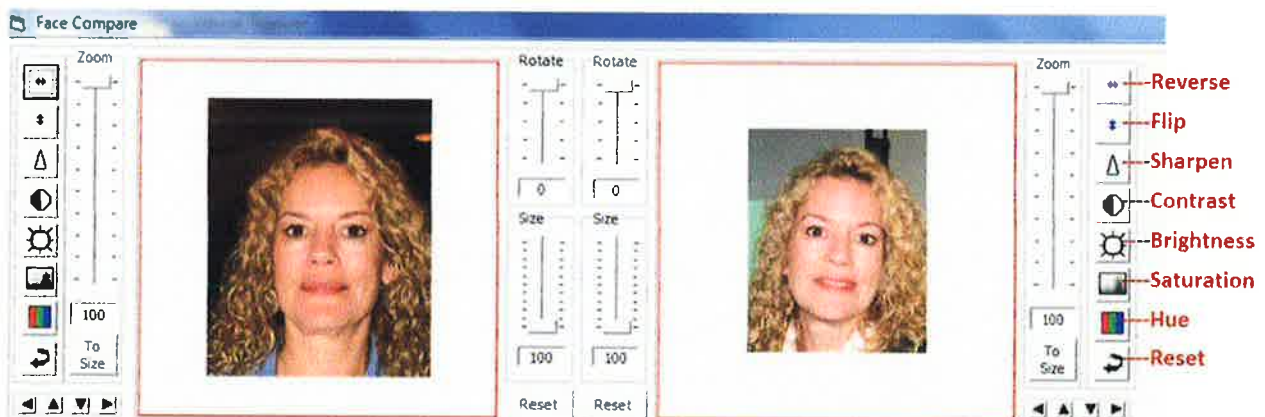 Face Compare
Zoom
Rotate
Rotate
Zoom
Reverse
Flip
Sharpen
Contrast
0
0
Brightness
Size
Size
Saturation
100
100
Hue
To
Size
100
100
To
Size
Reset
Reset
Reset